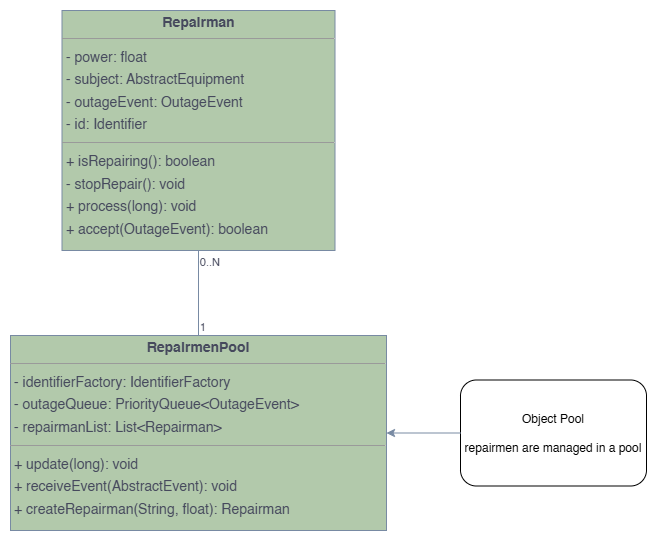 Repairman
- power: float
- subject: AbstractEquipment
- outageEvent: OutageEvent
- id: Identifier
+ isRepairing(): boolean
- stopRepair(): void
+ process(long): void
+ accept(OutageEvent): boolean
0..N
1
RepairmenPool
- identifierFactory: IdentifierFactory
- outageQueue: PriorityQueue<OutageEvent>
- repairmanList: List<Repairman>
+ update(long): void
+ receiveEvent(AbstractEvent): void
+ createRepairman(String, float): Repairman
Object Pool
repairmen are managed in a pool